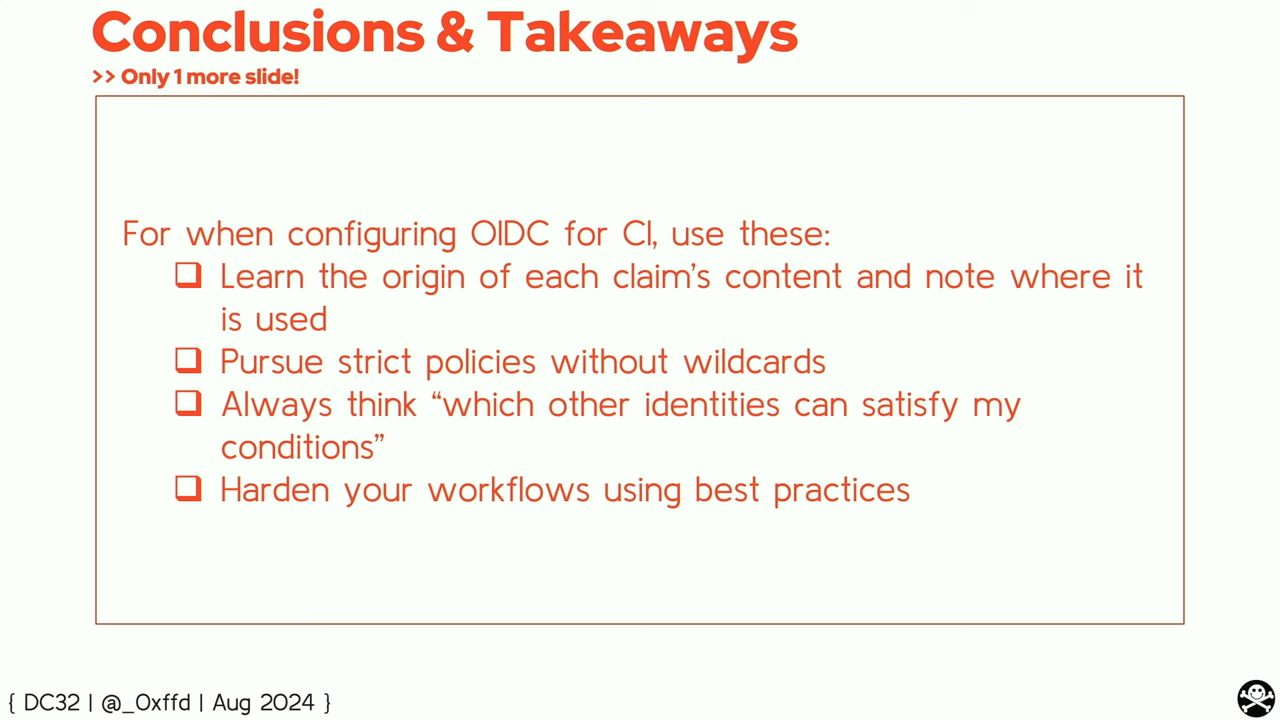 Conclusions & Takeaways
>> Only 1 more slide!
For when configuring OIDC for CI, use these:
❑ Learn the origin of each claim’s content and note where it
is used
❑ Pursue strict policies without wildcards
❑ Always think “which other identities can satisfy my
conditions”
❑ Harden your workflows using best practices
{ DC32 | @_0xffd | Aug 2024 }